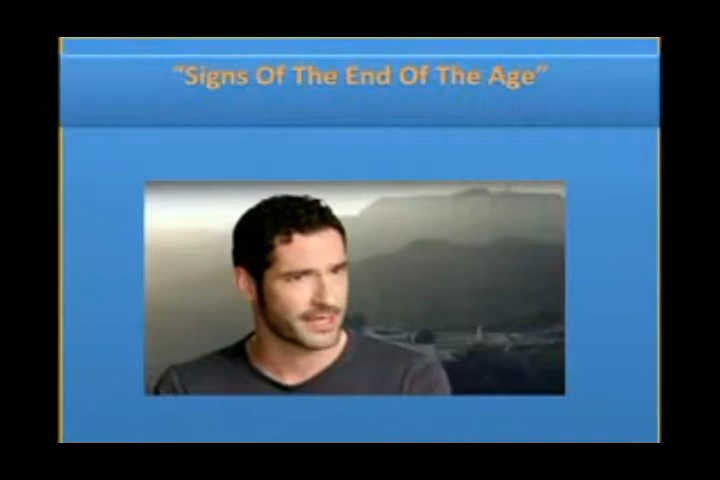 “Signs Of The End Of The Age”